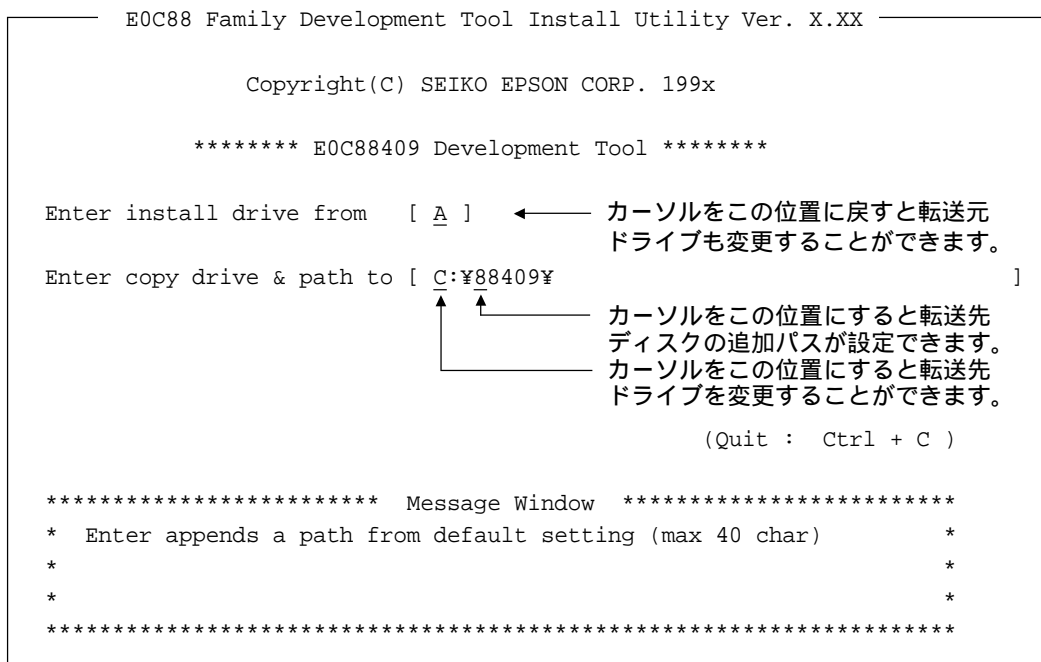 E0C88 Family Development Tool Install Utility Ver. X.XX
Copyright(C) SEIKO EPSON CORP. 199x
******** E0C88409 Development Tool ********
Enter install drive from [ A ]
カーソルをこの位置に戻すと転送元
ドライブも変更することができます。
Enter copy drive & path to [ C:¥88409¥ ]
カーソルをこの位置にすると転送先
ディスクの追加パスが設定できます。
カーソルをこの位置にすると転送先
ドライブを変更することができます。
(Quit : Ctrl + C )
************************* Message Window *************************
* Enter appends a path from default setting (max 40 char) *
* *
* *
********************************************************************